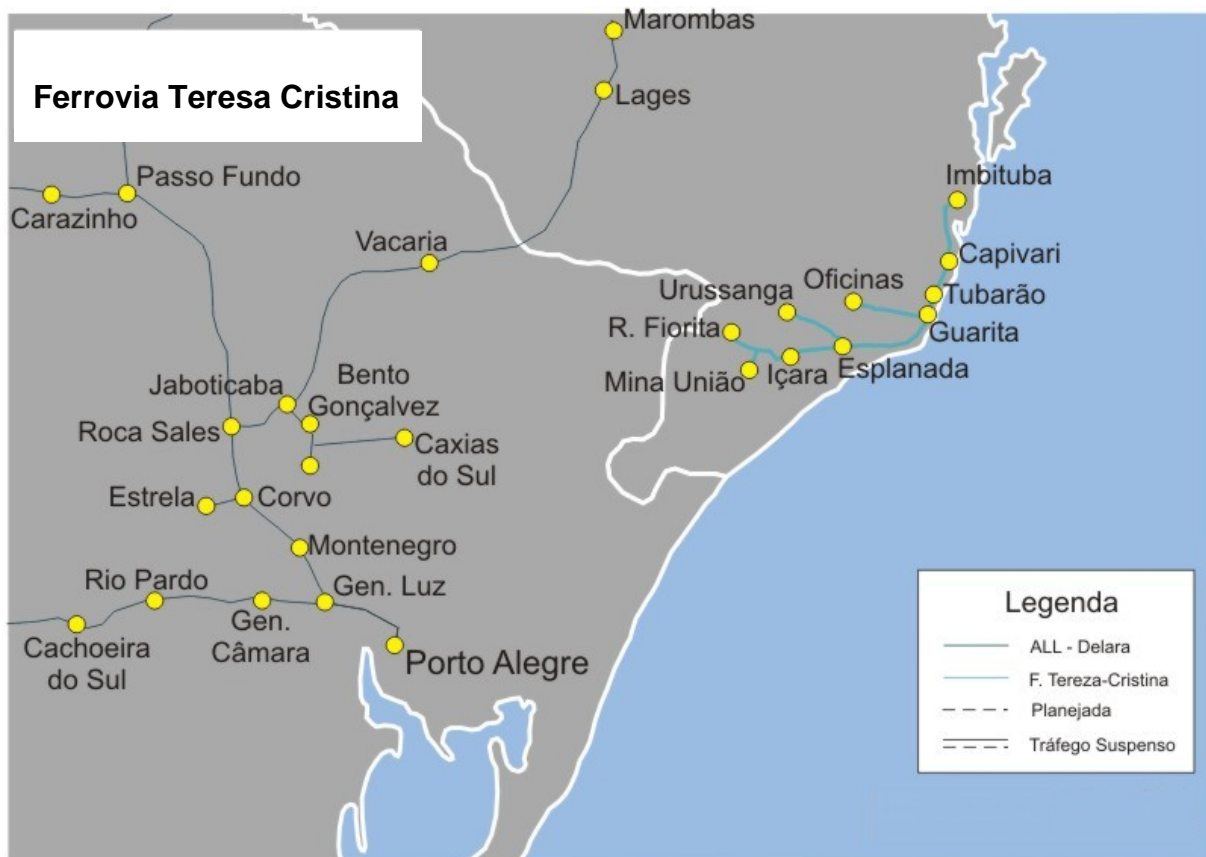 Ferrovia Teresa Cristina
Marombas
Lages
Passo Fundo
Carazinho
Vacaria
Imbituba
Capivari
Oficinas
Urussanga
Tubarão
R. Fiorita
Guarita
Mina União
Içara
Esplanada
Jaboticaba
Bento
Gonçalvez
Roca Sales
Caxias
do Sul
Estrela
Corvo
Montenegro
Rio Pardo
Gen. Luz
Gen.
Câmara
Cachoeira
do Sul
Porto Alegre
Legenda
ALL - Delara
F. Tereza-Cristina
Planejada
Tráfego Suspenso